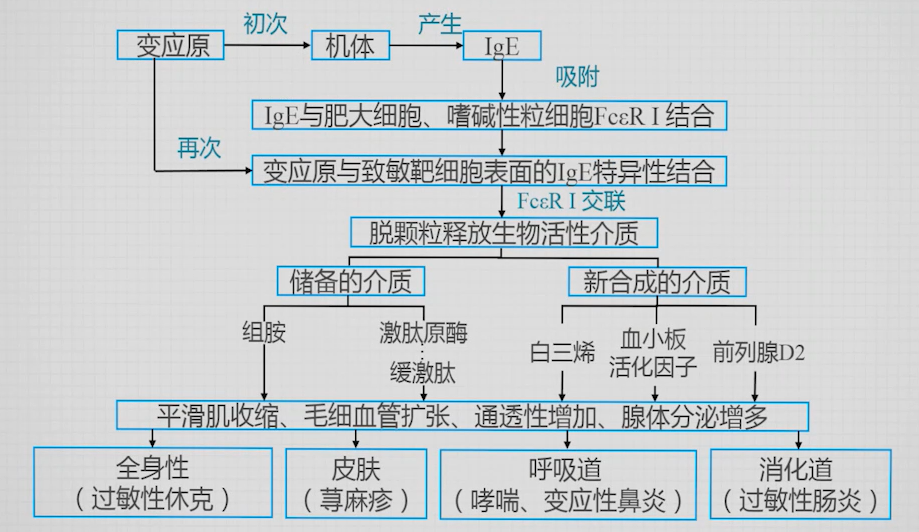 初次
产生
变应原
机体
IgE
吸附
IgE与肥大细胞、嗜碱性粒细胞FcεR I 结合
再次
变应原与致敏靶细胞表面的IgE特异性结合
FcεR I 交联
脱颗粒释放生物活性介质
储备的介质
新合成的介质
组胺
激肽原酶
缓激肽
白三烯
血小板
活化因子
前列腺D2
平滑肌收缩、毛细血管扩张、通透性增加、腺体分泌增多
全身性
（过敏性休克）
皮肤
（荨麻疹）
呼吸道
（哮喘、变应性鼻炎）
消化道
（过敏性肠炎）